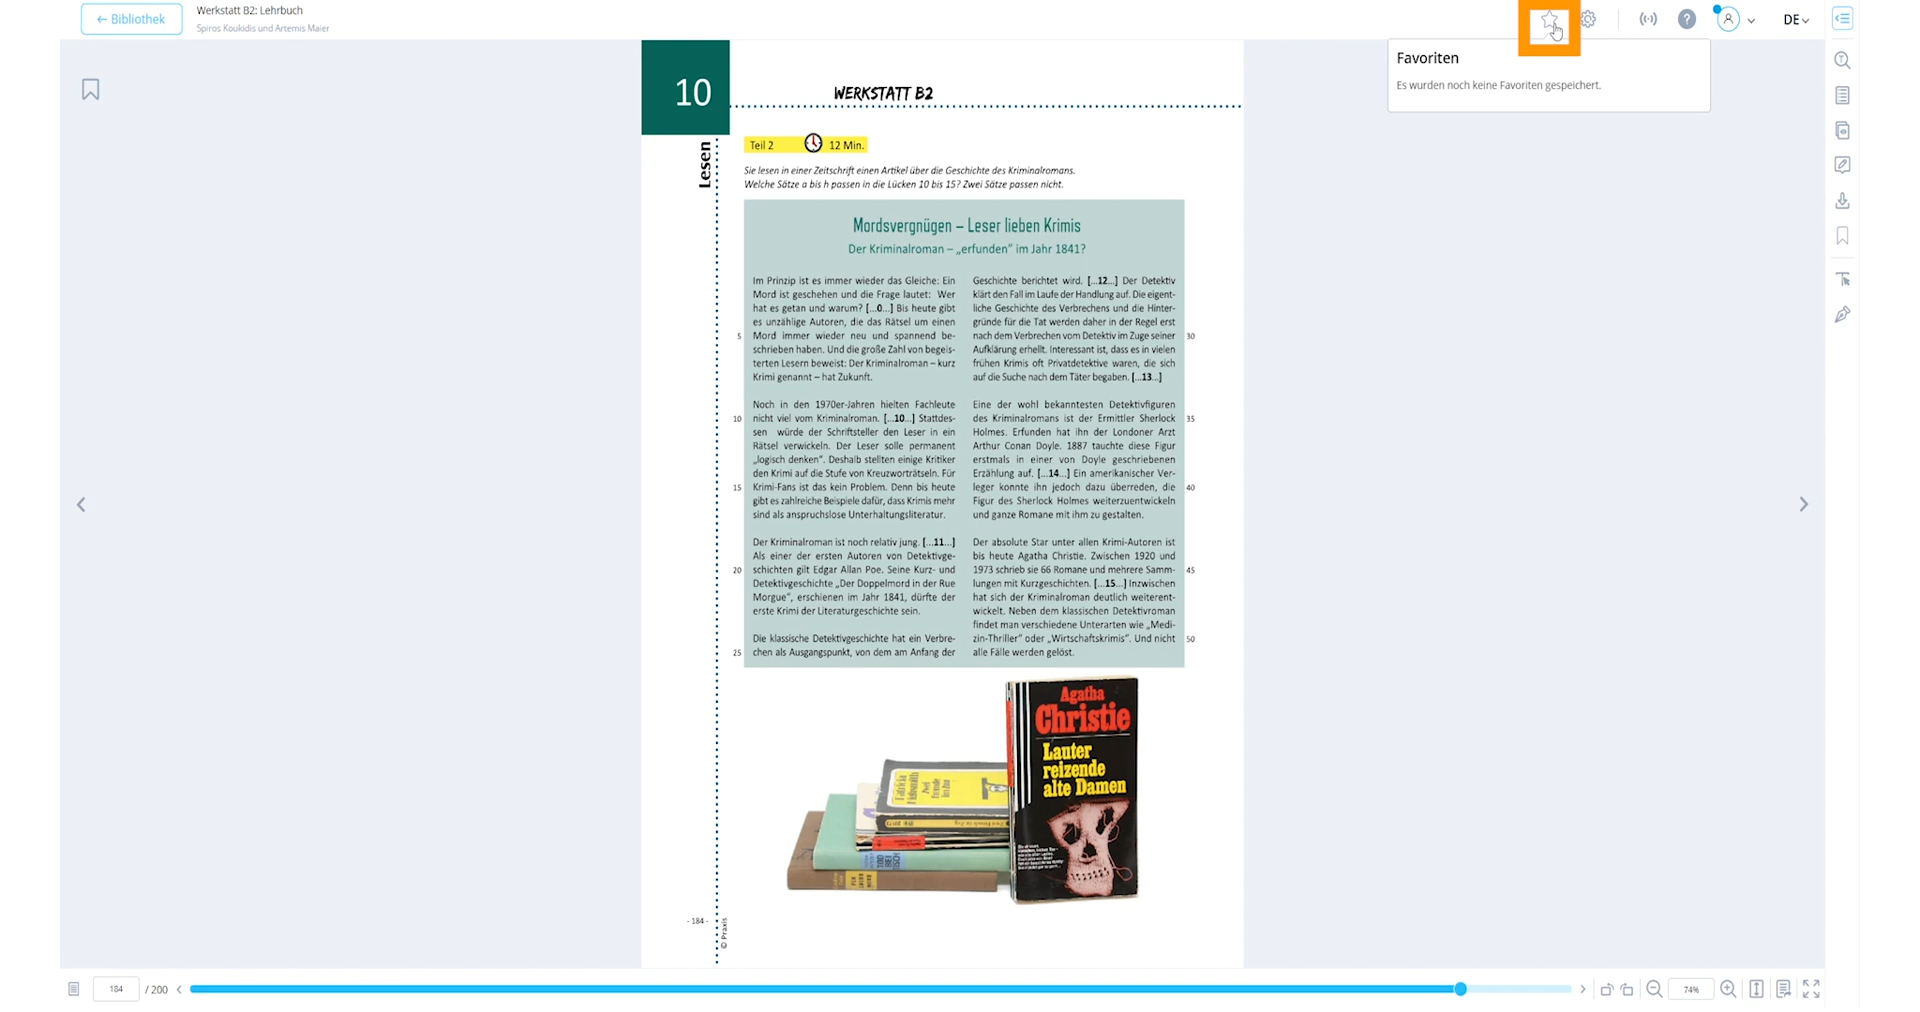 ← Bibliothek
Werkstatt B2: Lehrbuch
Spiros Koukidis und Artemis Maier
?
DE
Favoriten
Es wurden noch keine Favoriten gespeichert.
10
WERKSTATT B2
Lesen
Teil 2 12 Min.
Sie lesen in einer Zeitschrift einen Artikel über die Geschichte des Kriminalromans.
Welche Sätze a bis h passen in die Lücken 10 bis 15? Zwei Sätze passen nicht.
Mordsvergnügen – Leser lieben Krimis
Der Kriminalroman – „erfunden“ im Jahr 1841?
Im Prinzip ist es immer wieder das Gleiche: Ein
Mord ist geschehen und die Frage lautet: Wer
hat es getan und warum? [...0...] Bis heute gibt
es unzählige Autoren, die das Rätsel um einen
5 Mord immer wieder neu und spannend be-
schrieben haben. Und die große Zahl von begeis-
terten Lesern beweist: Der Kriminalroman – kurz
Krimi genannt – hat Zukunft.
Noch in den 1970er-Jahren hielten Fachleute
10 nicht viel vom Kriminalroman. [...10...] Stattdes-
sen würde der Schriftsteller den Leser in ein
Rätsel verwickeln. Der Leser solle permanent
„logisch denken“. Deshalb stellten einige Kritiker
den Krimi auf die Stufe von Kreuzworträtseln. Für
15 Krimi-Fans ist das kein Problem. Denn bis heute
gibt es zahlreiche Beispiele dafür, dass Krimis mehr
sind als anspruchslose Unterhaltungsliteratur.
Der Kriminalroman ist noch relativ jung. [...11...]
Als einer der ersten Autoren von Detektivge-
20 schichten gilt Edgar Allan Poe. Seine Kurz- und
Detektivgeschichte „Der Doppelmord in der Rue
Morgue“, erschienen im Jahr 1841, dürfte der
erste Krimi der Literaturgeschichte sein.
Die klassische Detektivgeschichte hat ein Verbre-
25 chen als Ausgangspunkt, von dem am Anfang der
Geschichte berichtet wird. [...12...] Der Detektiv
klärt den Fall im Laufe der Handlung auf. Die eigent-
liche Geschichte des Verbrechens und die Hinter-
gründe für die Tat werden daher in der Regel erst
nach dem Verbrechen vom Detektiv im Zuge seiner 30
Aufklärung erhellt. Interessant ist, dass es in vielen
frühen Krimis oft Privatdetektive waren, die sich
auf die Suche nach dem Täter begaben. [...13...]
Eine der wohl bekanntesten Detektivfiguren
des Kriminalromans ist der Ermittler Sherlock 35
Holmes. Erfunden hat ihn der Londoner Arzt
Arthur Conan Doyle. 1887 tauchte diese Figur
erstmals in einer von Doyle geschriebenen
Erzählung auf. [...14...] Ein amerikanischer Ver-
leger konnte ihn jedoch dazu überreden, die 40
Figur des Sherlock Holmes weiterzuentwickeln
und ganze Romane mit ihm zu gestalten.
Der absolute Star unter allen Krimi-Autoren ist
bis heute Agatha Christie. Zwischen 1920 und
1973 schrieb sie 66 Romane und mehrere Samm- 45
lungen mit Kurzgeschichten. [...15...] Inzwischen
hat sich der Kriminalroman deutlich weiterent-
wickelt. Neben dem klassischen Detektivroman
findet man verschiedene Unterarten wie „Medi-
zin-Thriller“ oder „Wirtschaftskrimis“. Und nicht 50
alle Fälle werden gelöst.
Agatha
Christie
Lauter
reizende
alte Damen
Patricia
Highsmith
- 184 -
© Praxis
184 / 200
74%